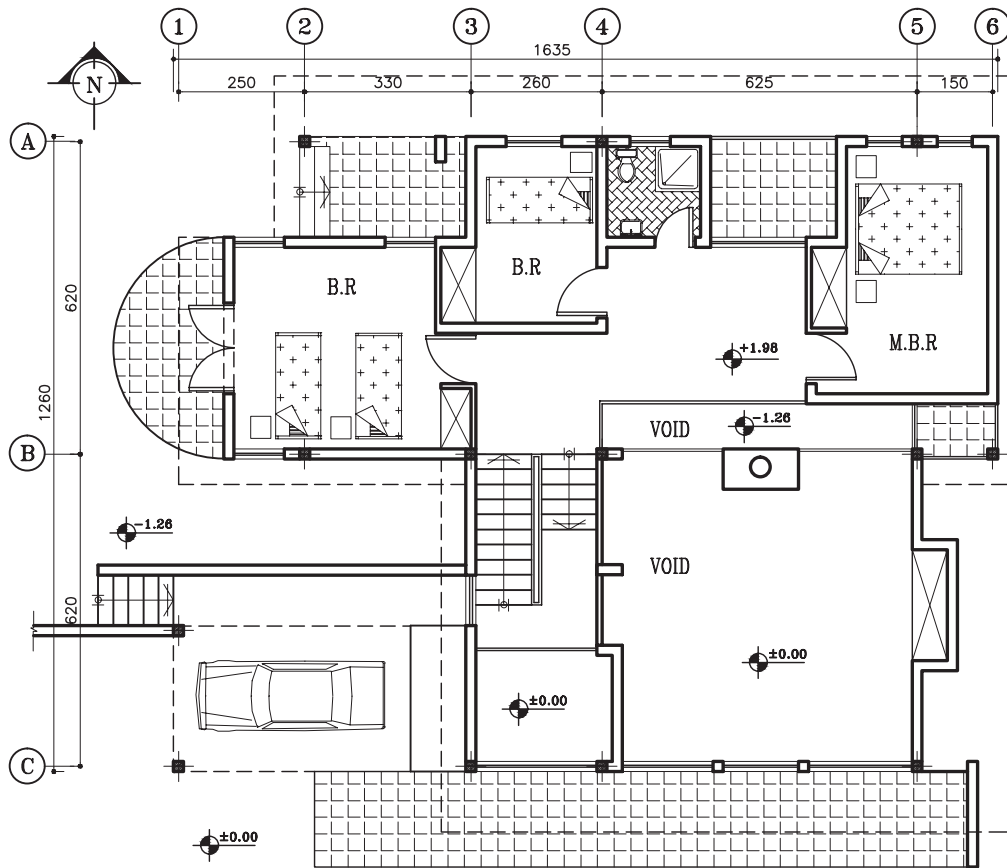 1 2 3 4 5 6
1635
N
250 330 260 625 150
A
B.R
B.R
620
+1.98
M.B.R
1260
VOID
-1.26
B
-1.26
VOID
620
±0.00
±0.00
C
±0.00